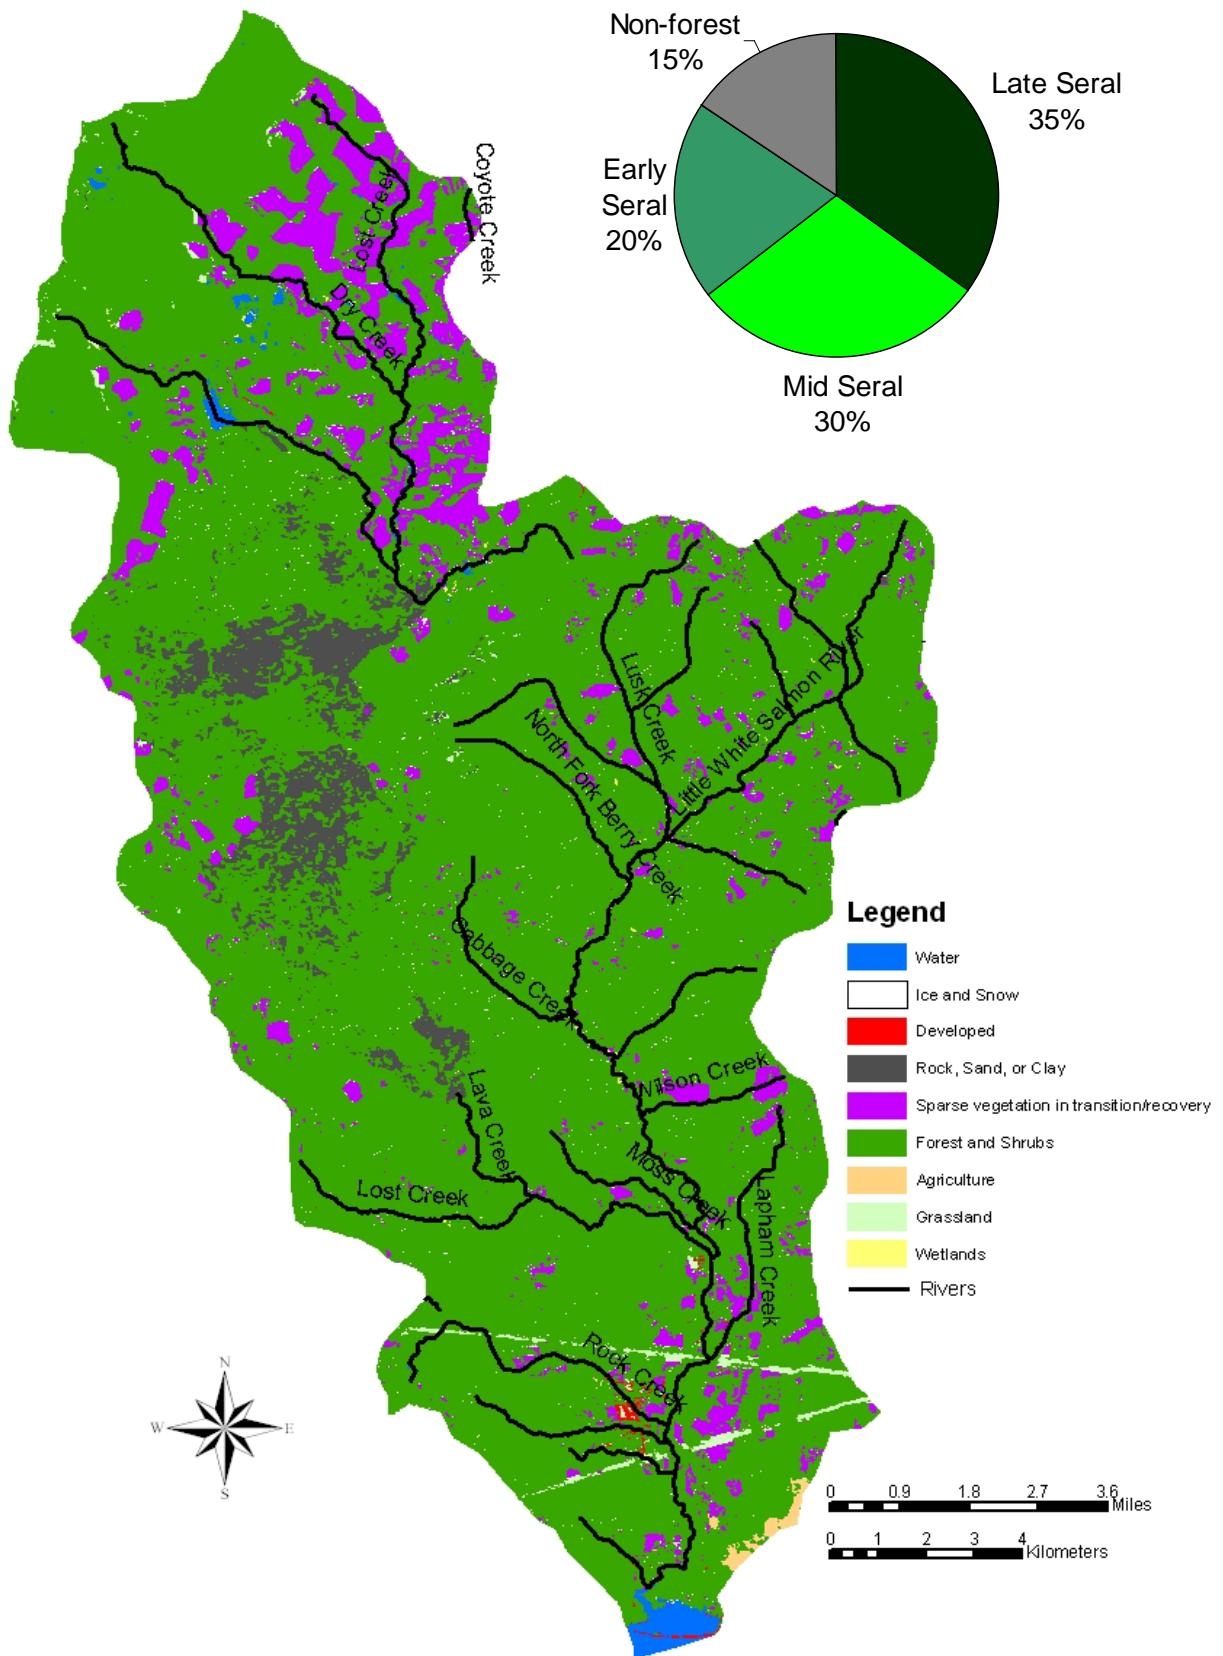 Non-forest
15%
Late Seral
35%
Early
Seral
20%
Mid Seral
30%
Coyote Creek
Lost Creek
Dry Creek
Lusk Creek
Little White Salmon River
North Fork Berry Creek
Cabbage Creek
Wilson Creek
Lava Creek
Moss Creek
Lapham Creek
Lost Creek
Rock Creek
Legend
Water
Ice and Snow
Developed
Rock, Sand, or Clay
Sparse vegetation in transition/recovery
Forest and Shrubs
Agriculture
Grassland
Wetlands
Rivers
N
W E
S
0 0.9 1.8 2.7 3.6
Miles
0 1 2 3 4
Kilometers